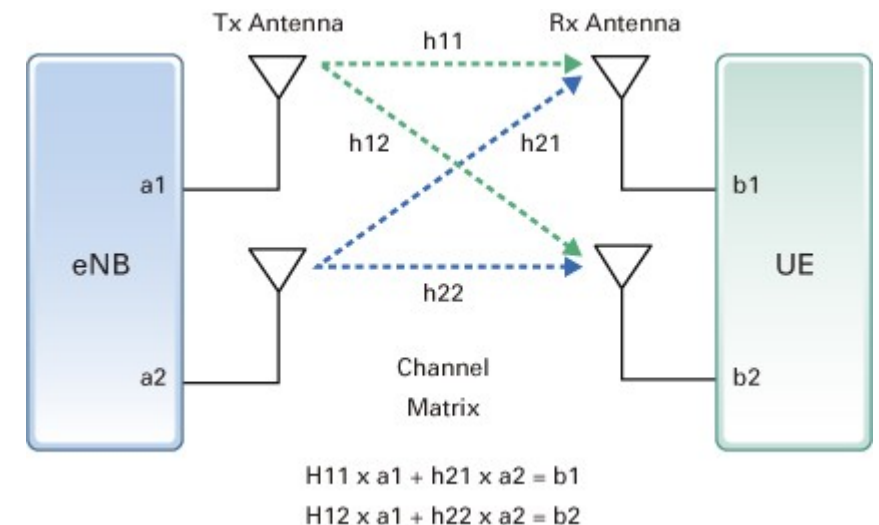 Tx Antenna
Rx Antenna
h11
h12
h21
a1
b1
eNB
UE
h22
a2
b2
Channel
Matrix
H11 x a1 + h21 x a2 = b1
H12 x a1 + h22 x a2 = b2